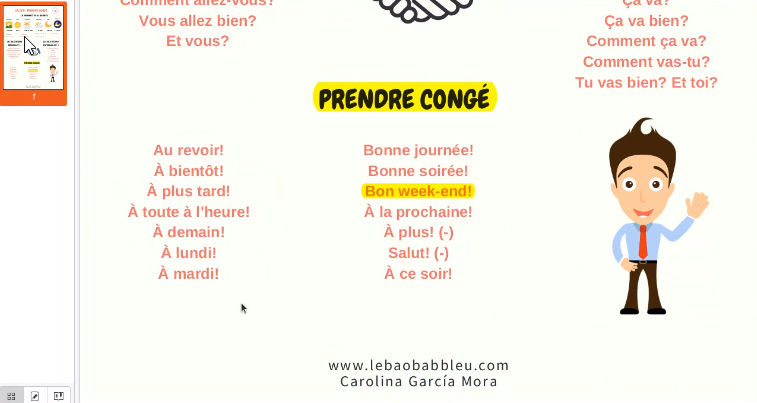 Comment allez-vous?
Vous allez bien?
Et vous?
Ça va?
Ça va bien?
Comment ça va?
Comment vas-tu?
Tu vas bien? Et toi?
PRENDRE CONGÉ
Au revoir!
À bientôt!
À plus tard!
À toute à l'heure!
À demain!
À lundi!
À mardi!
Bonne journée!
Bonne soirée!
Bon week-end!
À la prochaine!
À plus! (-)
Salut! (-)
À ce soir!
www.lebaobabbleu.com
Carolina García Mora